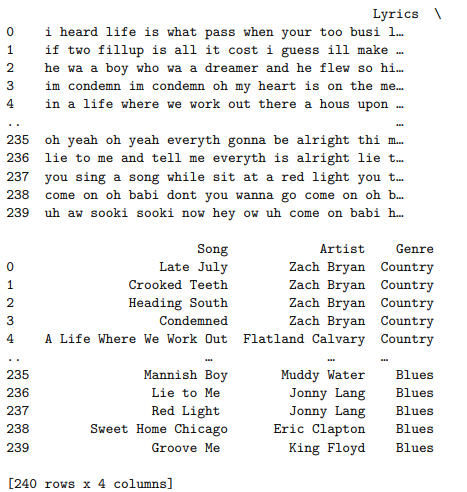 Lyrics \
0 i heard life is what pass when your too busi l…
1 if two fillup is all it cost i guess ill make …
2 he wa a boy who wa a dreamer and he flew so hi…
3 im condemn im condemn oh my heart is on the me…
4 in a life where we work out there a hous upon …
.. …
235 oh yeah oh yeah everyth gonna be alright thi m…
236 lie to me and tell me everyth is alright lie t…
237 you sing a song while sit at a red light you t…
238 come on oh babi dont you wanna go come on oh b…
239 uh aw sooki sooki now hey ow uh come on babi h…
Song Artist Genre
0 Late July Zach Bryan Country
1 Crooked Teeth Zach Bryan Country
2 Heading South Zach Bryan Country
3 Condemned Zach Bryan Country
4 A Life Where We Work Out Flatland Calvary Country
.. … … …
235 Mannish Boy Muddy Water Blues
236 Lie to Me Jonny Lang Blues
237 Red Light Jonny Lang Blues
238 Sweet Home Chicago Eric Clapton Blues
239 Groove Me King Floyd Blues
[240 rows x 4 columns]